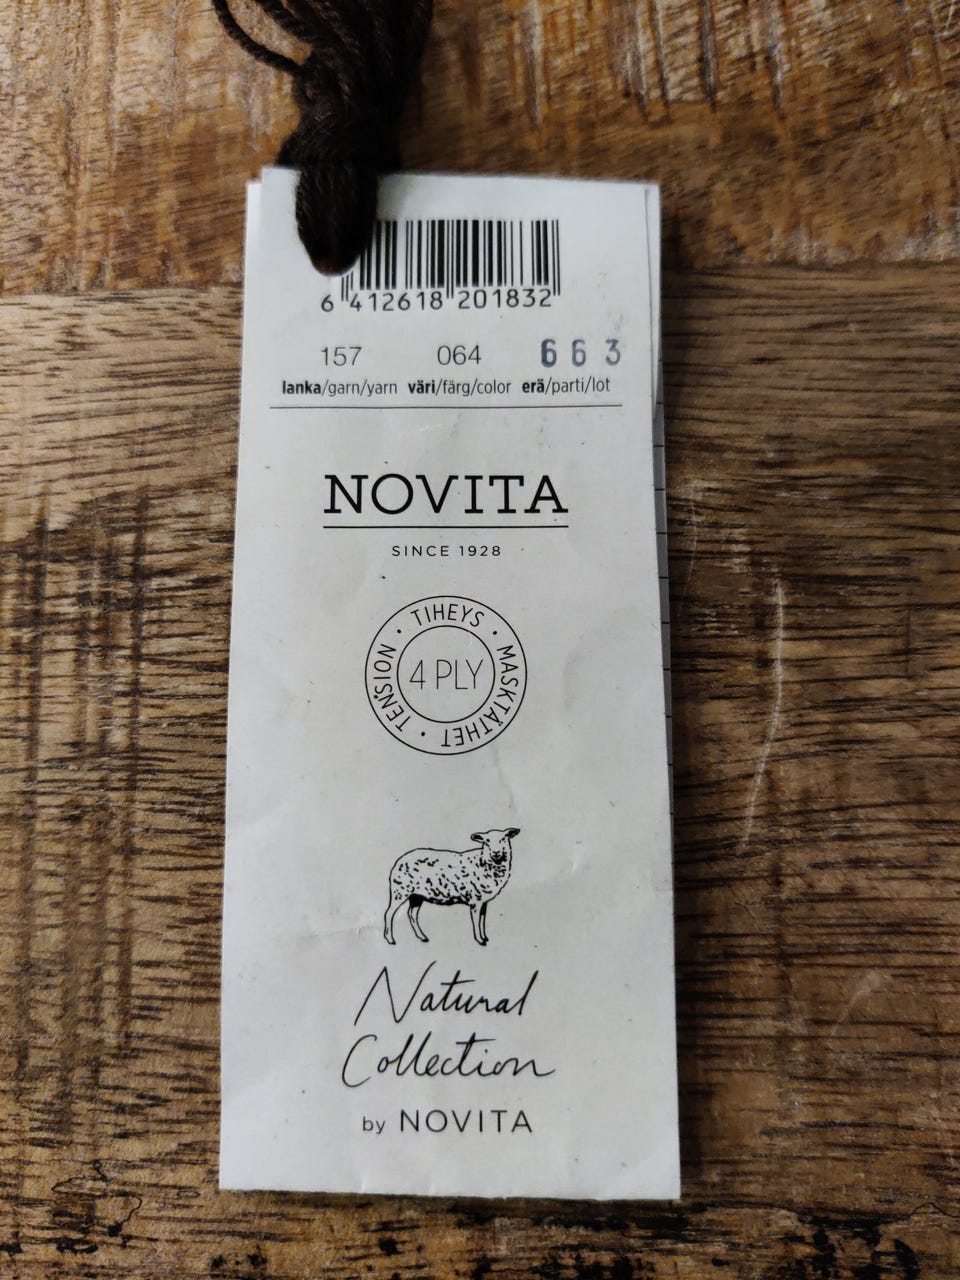 6 412618 201832
157 064 663
lanka/garn/yarn väri/färg/color erä/parti/lot
NOVITA
SINCE 1928
TIHEYS • MASKTÄTHET • TENSION •
4 PLY
Natural
Collection
by NOVITA